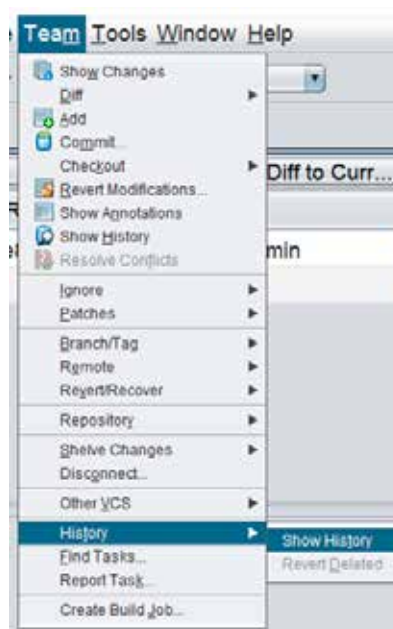 Team Tools Window Help
Show Changes
Diff
Add
Commit...
Checkout
Diff to Curr...
Revert Modifications...
Show Annotations
Show History
min
Resolve Conflicts
Ignore
Patches
Branch/Tag
Remote
Revert/Recover
Repository
Shelve Changes
Disconnect...
Other VCS
History
Show History
Find Tasks...
Revert Deleted
Report Task...
Create Build Job...